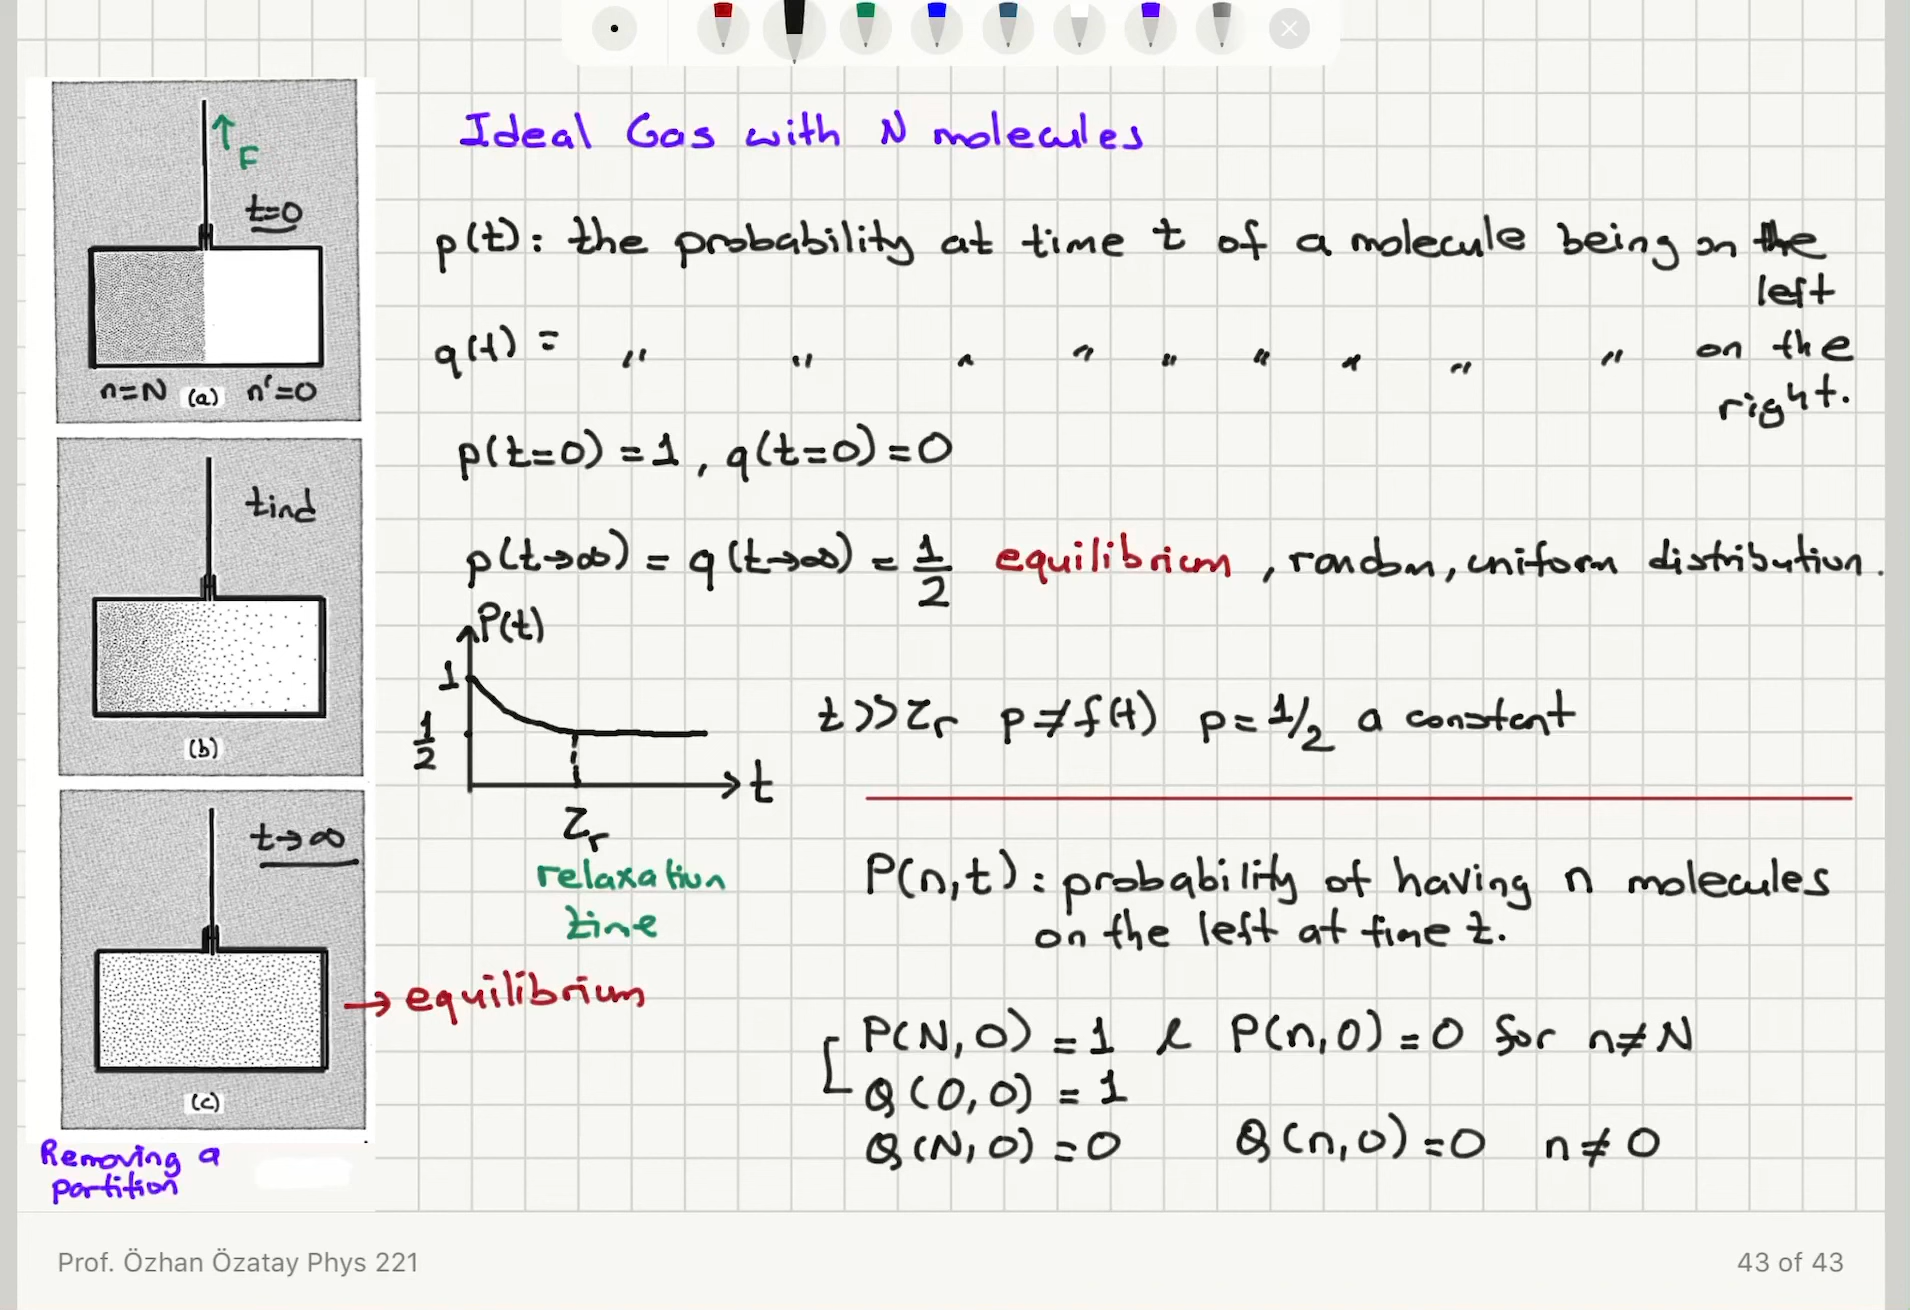 Ideal Gas with N molecules
p(t): the probability at time t of a molecule being on the left
q(t) = " " " " " " " " " on the right.
p(t=0) = 1, q(t=0) = 0
p(t→∞) = q(t→∞) = 1/2 equilibrium, random, uniform distribution.
P(t)
1
1/2
t
τr
relaxation
time
t >> τr p ≠ f(t) p = 1/2 a constant
P(n,t): probability of having n molecules
on the left at time t.
P(N,0) = 1 & P(n,0) = 0 for n ≠ N
Q(0,0) = 1
Q(N,0) = 0 Q(n,0) = 0 n ≠ 0
F
t=0
n=N (a) n'=0
tind
(b)
t→∞
(c)
→ equilibrium
Removing a
partition
Prof. Özhan Özatay Phys 221
43 of 43